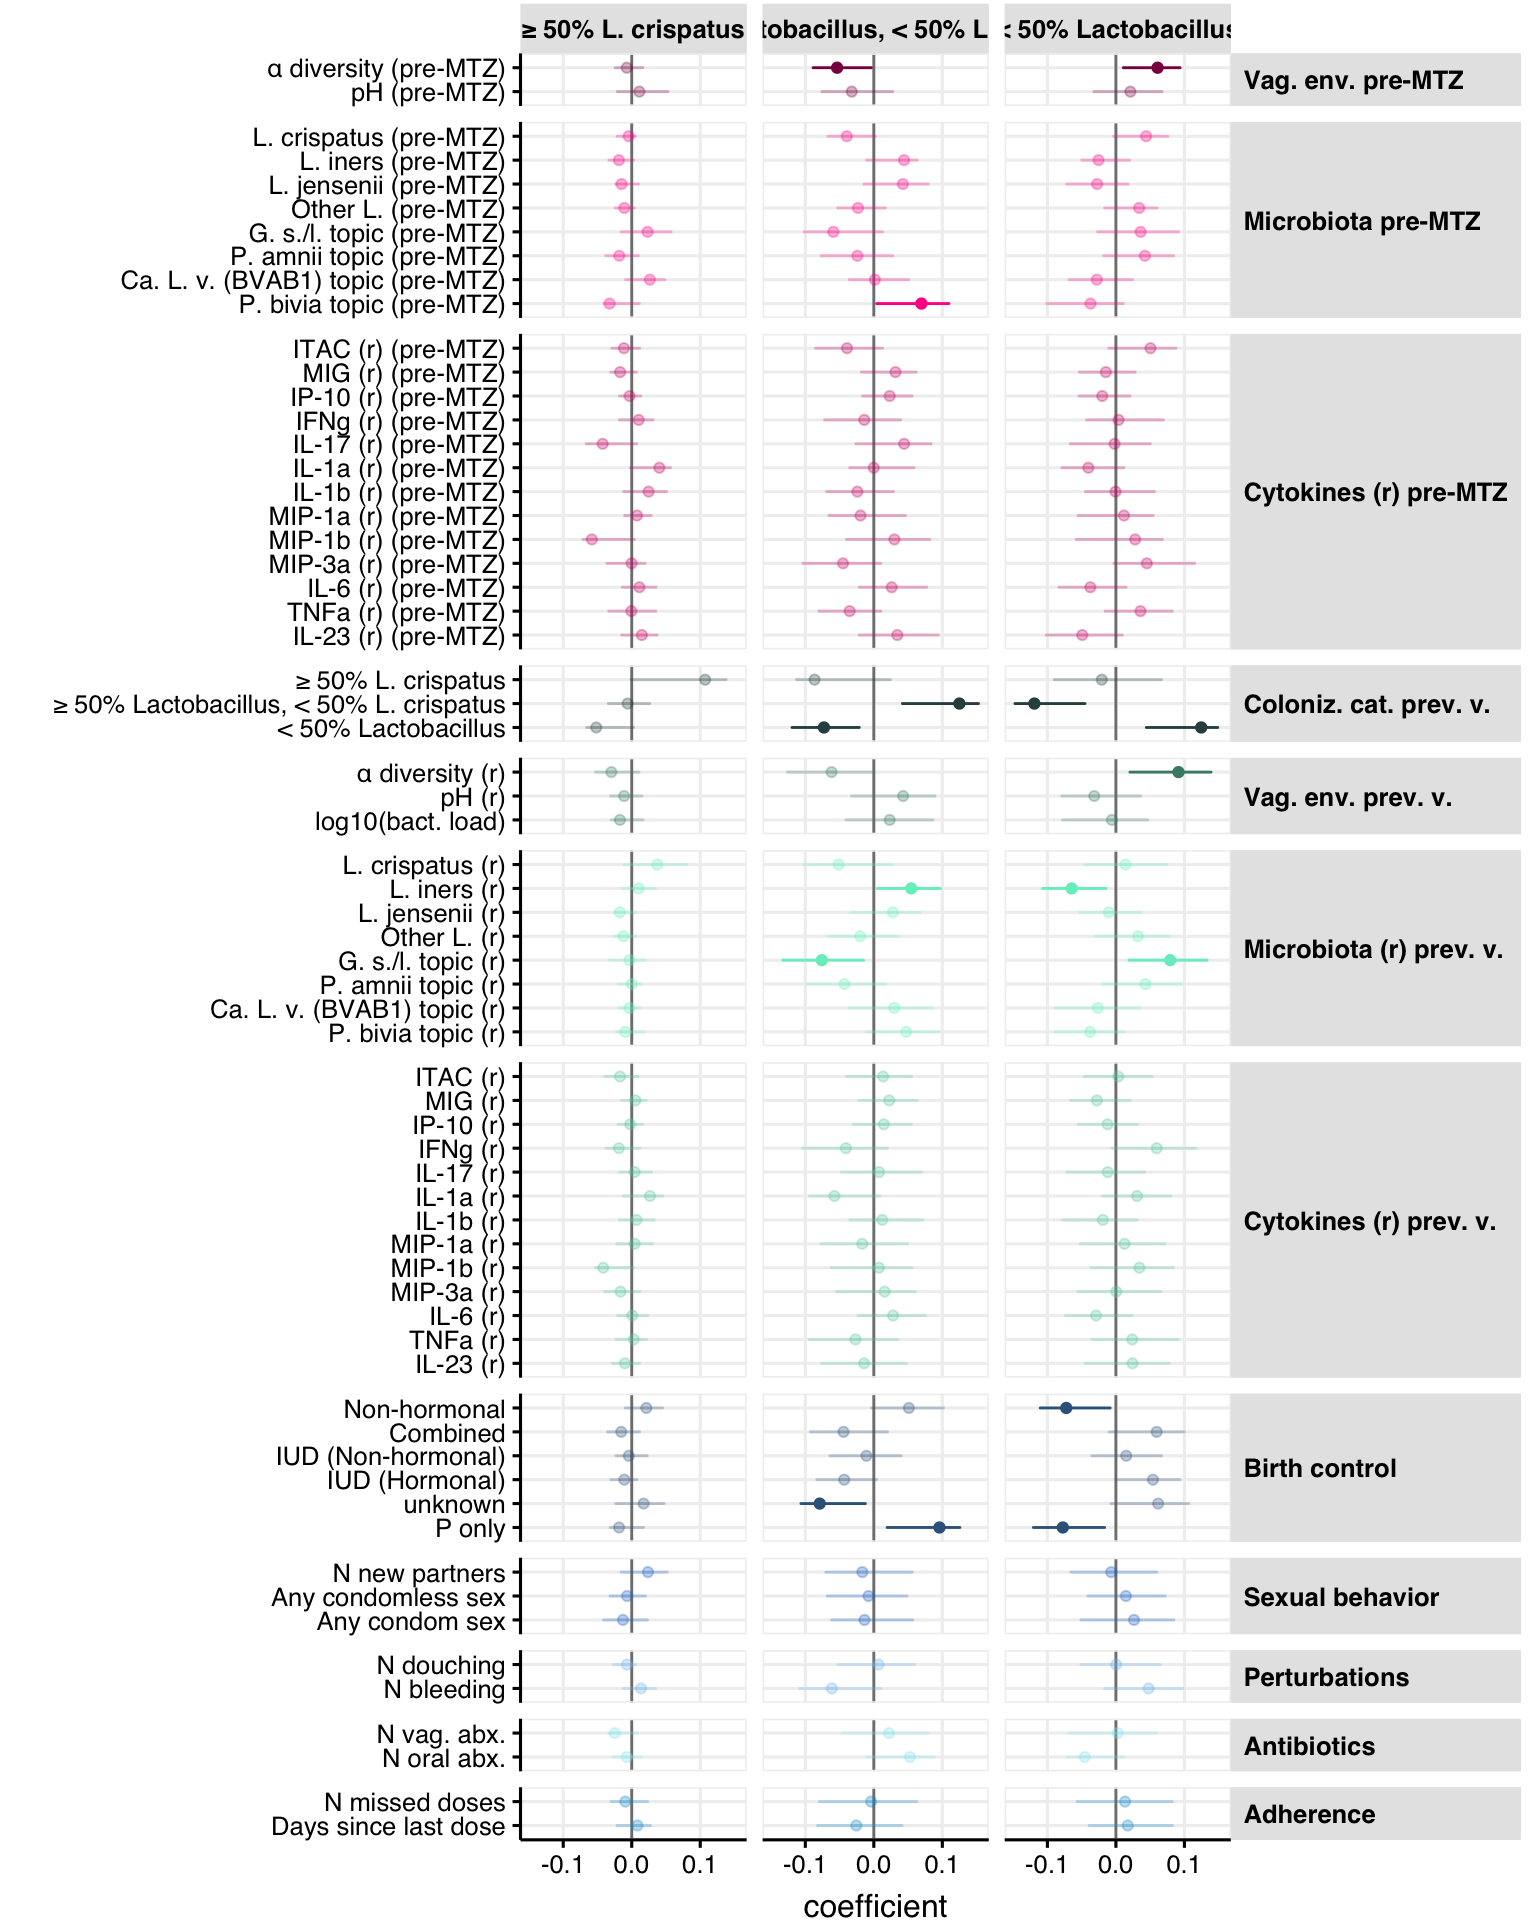 ≥ 50% L. crispatus
tobacillus, < 50% L
< 50% Lactobacillus
α diversity (pre-MTZ)
pH (pre-MTZ)
Vag. env. pre-MTZ
L. crispatus (pre-MTZ)
L. iners (pre-MTZ)
L. jensenii (pre-MTZ)
Other L. (pre-MTZ)
G. s./l. topic (pre-MTZ)
P. amnii topic (pre-MTZ)
Ca. L. v. (BVAB1) topic (pre-MTZ)
P. bivia topic (pre-MTZ)
Microbiota pre-MTZ
ITAC (r) (pre-MTZ)
MIG (r) (pre-MTZ)
IP-10 (r) (pre-MTZ)
IFNg (r) (pre-MTZ)
IL-17 (r) (pre-MTZ)
IL-1a (r) (pre-MTZ)
IL-1b (r) (pre-MTZ)
MIP-1a (r) (pre-MTZ)
MIP-1b (r) (pre-MTZ)
MIP-3a (r) (pre-MTZ)
IL-6 (r) (pre-MTZ)
TNFa (r) (pre-MTZ)
IL-23 (r) (pre-MTZ)
Cytokines (r) pre-MTZ
≥ 50% L. crispatus
≥ 50% Lactobacillus, < 50% L. crispatus
< 50% Lactobacillus
Coloniz. cat. prev. v.
α diversity (r)
pH (r)
log10(bact. load)
Vag. env. prev. v.
L. crispatus (r)
L. iners (r)
L. jensenii (r)
Other L. (r)
G. s./l. topic (r)
P. amnii topic (r)
Ca. L. v. (BVAB1) topic (r)
P. bivia topic (r)
Microbiota (r) prev. v.
ITAC (r)
MIG (r)
IP-10 (r)
IFNg (r)
IL-17 (r)
IL-1a (r)
IL-1b (r)
MIP-1a (r)
MIP-1b (r)
MIP-3a (r)
IL-6 (r)
TNFa (r)
IL-23 (r)
Cytokines (r) prev. v.
Non-hormonal
Combined
IUD (Non-hormonal)
IUD (Hormonal)
unknown
P only
Birth control
N new partners
Any condomless sex
Any condom sex
Sexual behavior
N douching
N bleeding
Perturbations
N vag. abx.
N oral abx.
Antibiotics
N missed doses
Days since last dose
Adherence
-0.1 0.0 0.1 -0.1 0.0 0.1 -0.1 0.0 0.1
coefficient